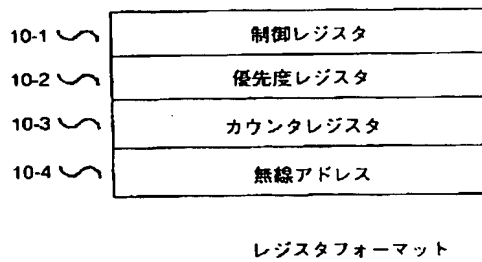 10-1 制御レジスタ
10-2 優先度レジスタ
10-3 カウンタレジスタ
10-4 無線アドレス
レジスタフォーマット